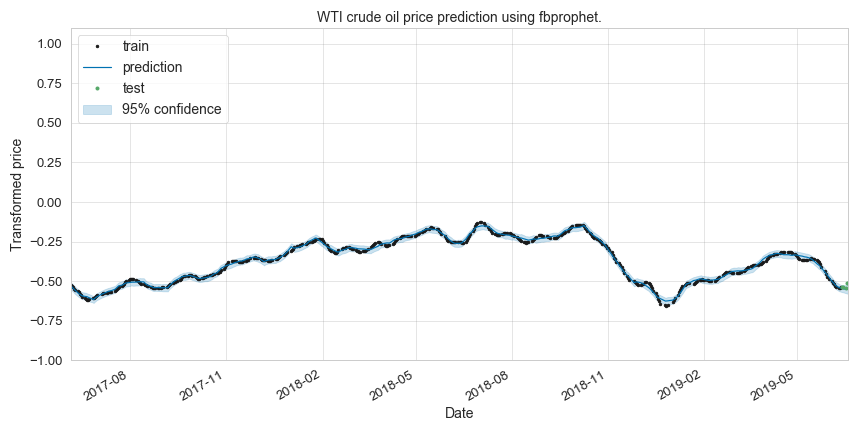 WTI crude oil price prediction using fbprophet.
train
prediction
test
95% confidence
Transformed price
1.00
0.75
0.50
0.25
0.00
−0.25
−0.50
−0.75
−1.00
2017-08
2017-11
2018-02
2018-05
2018-08
2018-11
2019-02
2019-05
Date